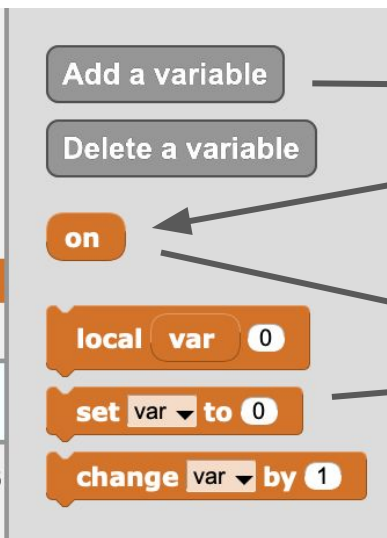 Add a variable
Delete a variable
on
local var 0
set var to 0
change var by 1